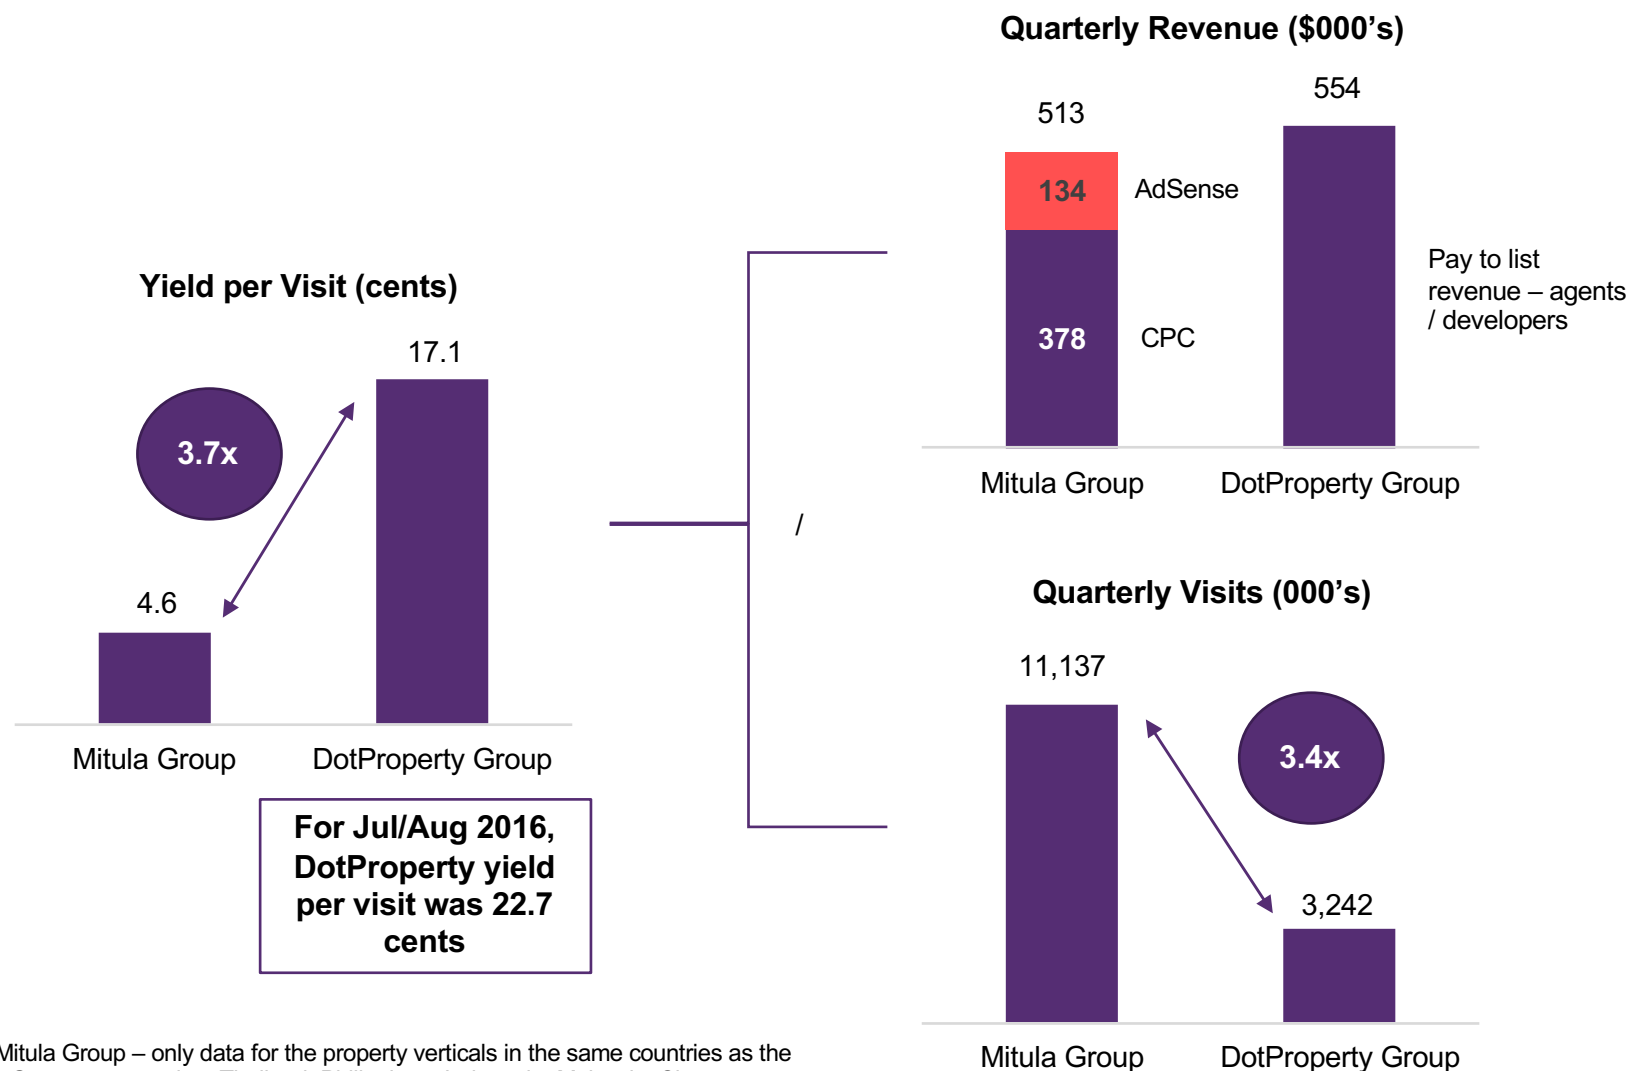 Quarterly Revenue ($000’s)
513
554
134
AdSense
378
CPC
Pay to list
revenue – agents
/ developers
Mitula Group
DotProperty Group
Yield per Visit (cents)
17.1
3.7x
4.6
Mitula Group
DotProperty Group
/
For Jul/Aug 2016,
DotProperty yield
per visit was 22.7
cents
Quarterly Visits (000’s)
11,137
3.4x
3,242
Mitula Group
DotProperty Group
Mitula Group – only data for the property verticals in the same countries as the